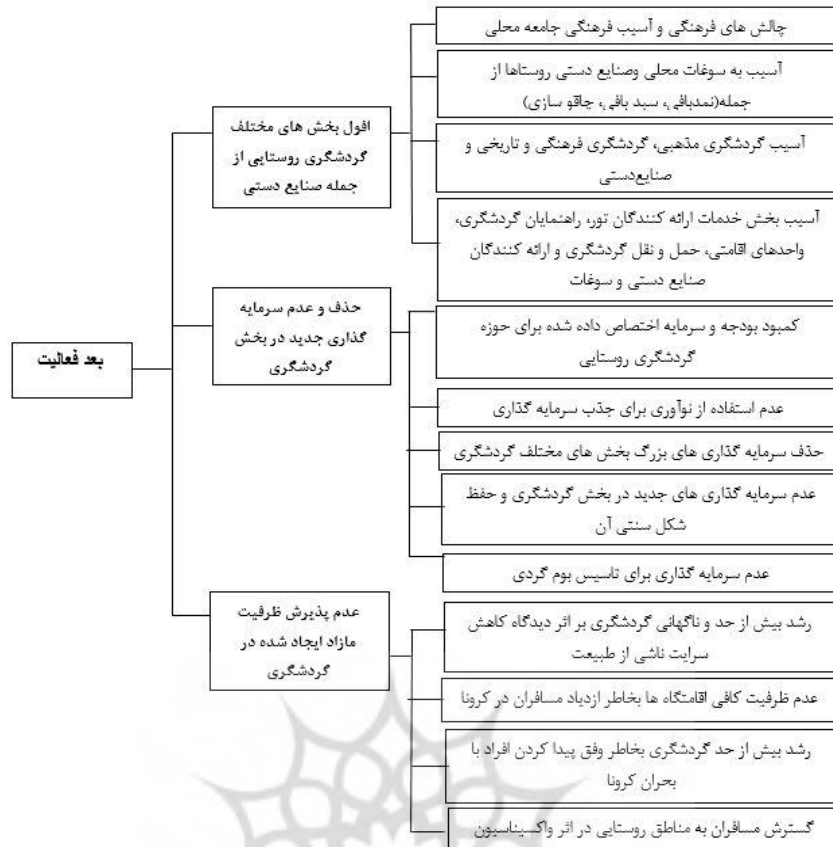 بعد فعالیت
افول بخش های مختلف
گردشگری روستایی از
جمله صنایع دستی
چالش های فرهنگی و آسیب فرهنگی جامعه محلی
آسیب به سوغات محلی وصنایع دستی روستاها از
جمله(نمدبافی، سبد بافی، چاقو سازی)
آسیب گردشگری مذهبی، گردشگری فرهنگی و تاریخی و
صنایع‌دستی
آسیب بخش خدمات ارائه کنندگان تور، راهنمایان گردشگری،
واحدهای اقامتی، حمل و نقل گردشگری و ارائه کنندگان
صنایع دستی و سوغات
حذف و عدم سرمایه
گذاری جدید در بخش
گردشگری
کمبود بودجه و سرمایه اختصاص داده شده برای حوزه
گردشگری روستایی
عدم استفاده از نوآوری برای جذب سرمایه گذاری
حذف سرمایه گذاری های بزرگ بخش های مختلف گردشگری
عدم سرمایه گذاری های جدید در بخش گردشگری و حفظ
شکل سنتی آن
عدم سرمایه گذاری برای تاسیس بوم گردی
عدم پذیرش ظرفیت
مازاد ایجاد شده در
گردشگری
رشد بیش از حد و ناگهانی گردشگری بر اثر دیدگاه کاهش
سرایت ناشی از طبیعت
عدم ظرفیت کافی اقامتگاه ها بخاطر ازدیاد مسافران در کرونا
رشد بیش از حد گردشگری بخاطر وفق پیدا کردن افراد با
بحران کرونا
گسترش مسافران به مناطق روستایی در اثر واکسیناسیون